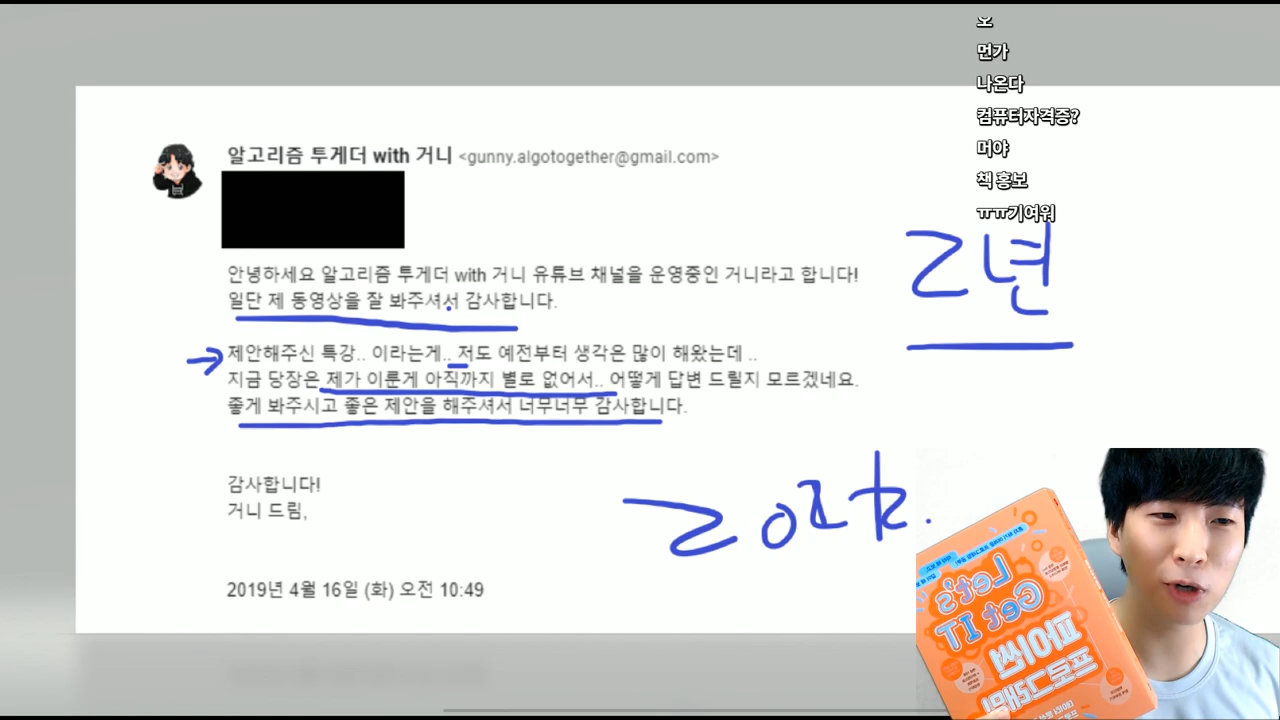 오
먼가
나온다
컴퓨터자격증?
머야
책 홍보
ㅠㅠ기여워
알고리즘 투게더 with 거니 <gunny.algotogether@gmail.com>
안녕하세요 알고리즘 투게더 with 거니 유튜브 채널을 운영중인 거니라고 합니다!
일단 제 동영상을 잘 봐주셔서 감사합니다.
2년
제안해주신 특강.. 이라는게.. 저도 예전부터 생각은 많이 해왔는데 ..
지금 당장은 제가 이룬게 아직까지 별로 없어서.. 어떻게 답변 드릴지 모르겠네요.
좋게 봐주시고 좋은 제안을 해주셔서 너무너무 감사합니다.
감사합니다!
거니 드림,
2019년 4월 16일 (화) 오전 10:49
Let's
Get IT
파이썬
프로그래밍